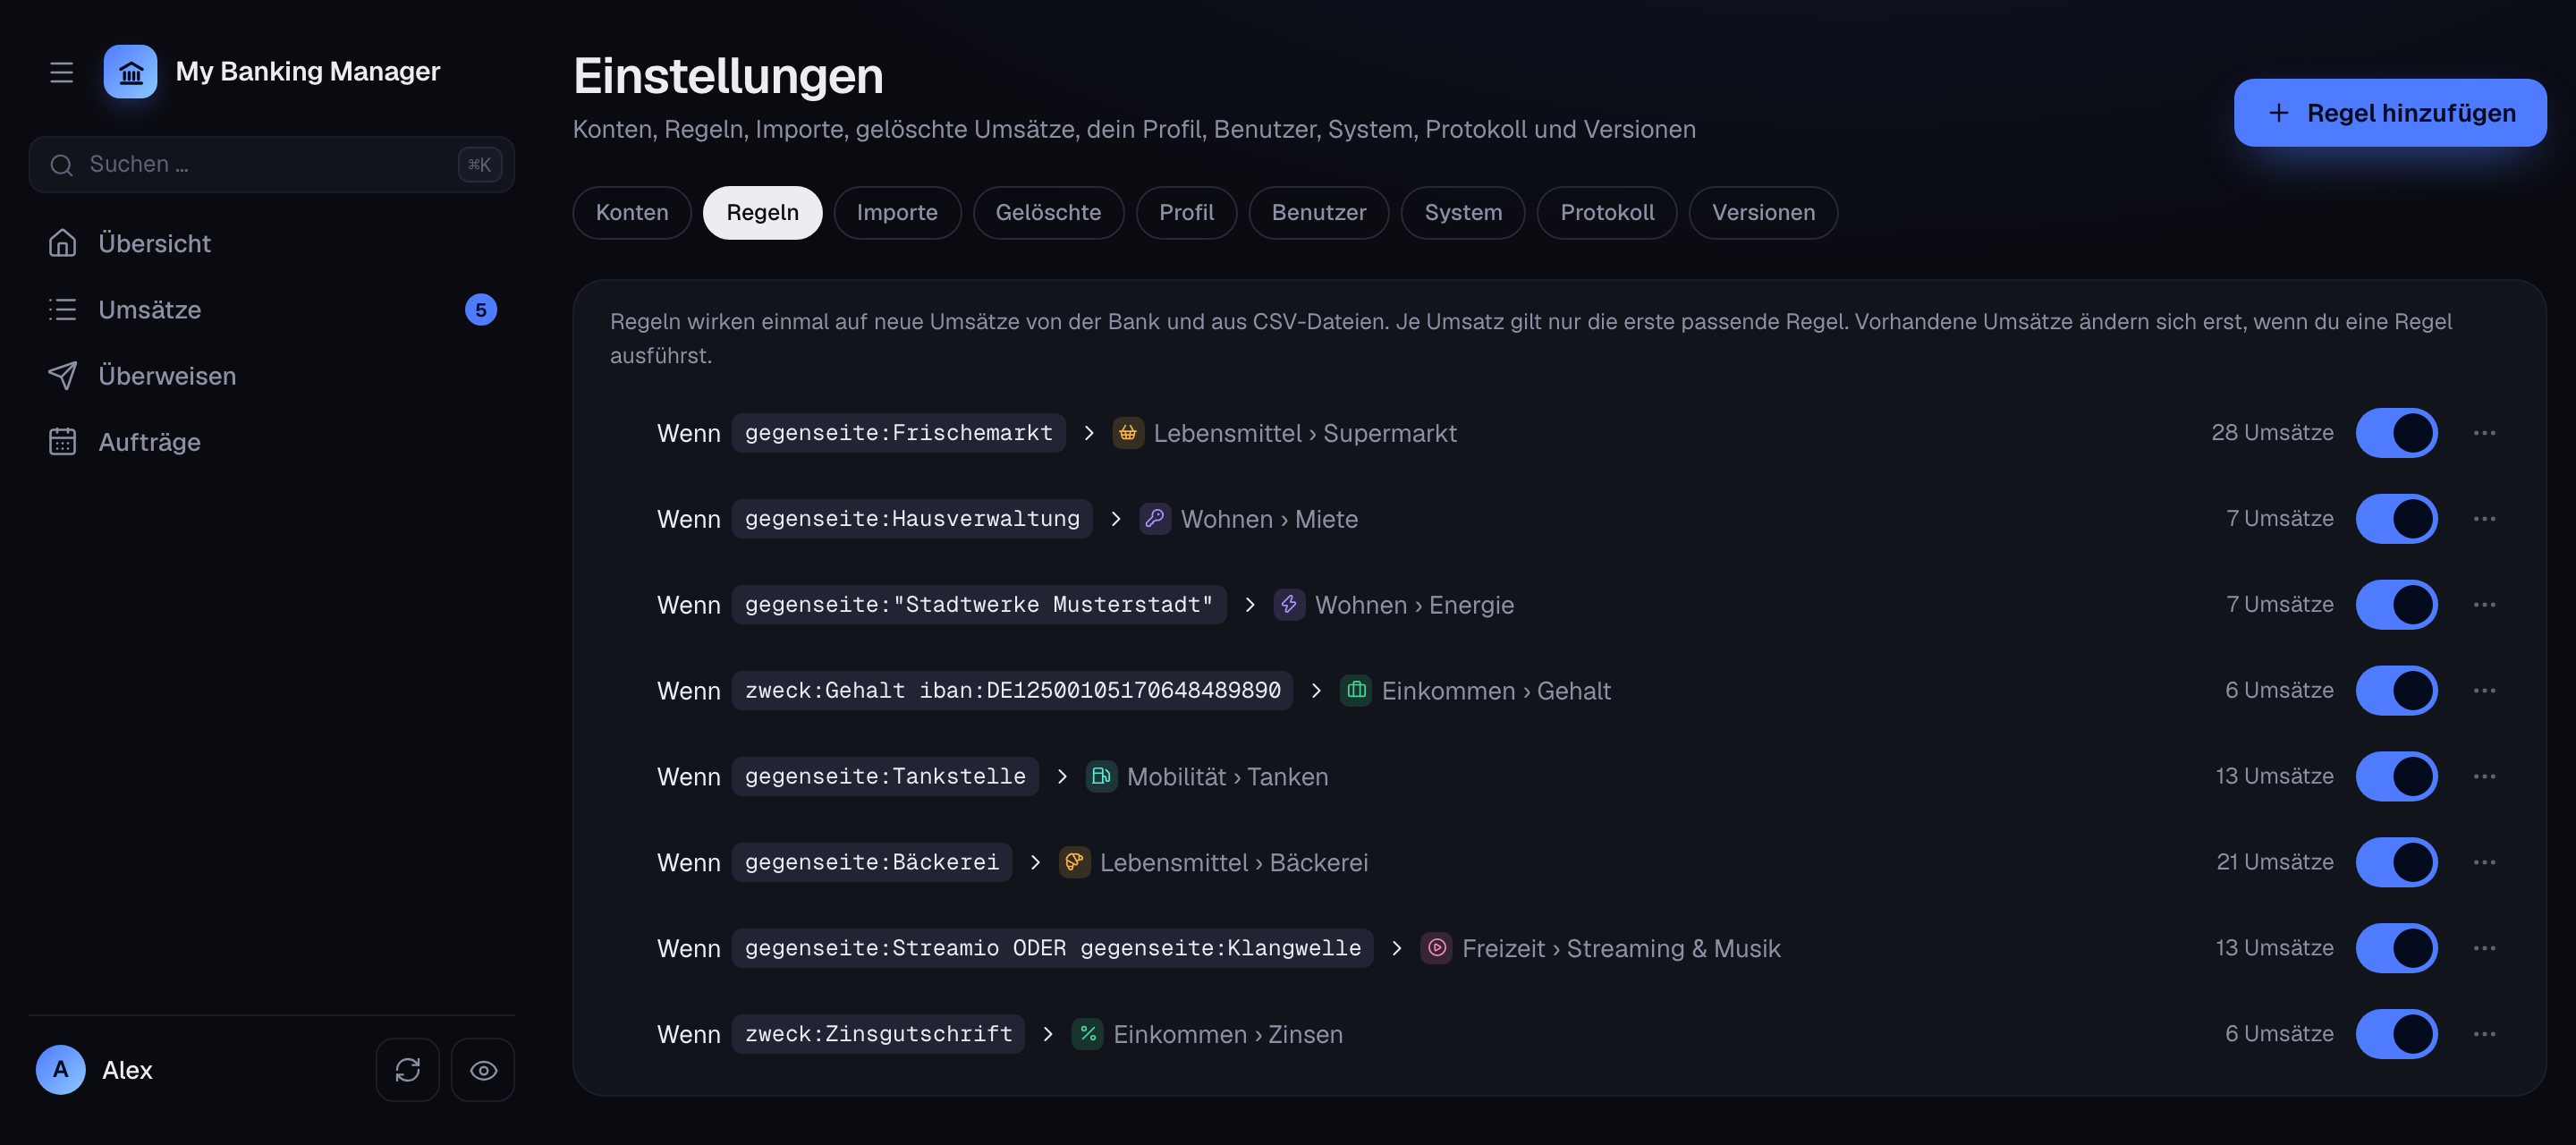 My Banking Manager
Suchen …
⌘K
Übersicht
Umsätze
5
Überweisen
Aufträge
A
Alex
Einstellungen
Konten, Regeln, Importe, gelöschte Umsätze, dein Profil, Benutzer, System, Protokoll und Versionen
Regel hinzufügen
Konten Regeln Importe Gelöschte Profil Benutzer System Protokoll Versionen
Regeln wirken einmal auf neue Umsätze von der Bank und aus CSV-Dateien. Je Umsatz gilt nur die erste passende Regel. Vorhandene Umsätze ändern sich erst, wenn du eine Regel
ausführst.
Wenn gegenseite:Frischemarkt › Lebensmittel › Supermarkt 28 Umsätze
Wenn gegenseite:Hausverwaltung › Wohnen › Miete 7 Umsätze
Wenn gegenseite:"Stadtwerke Musterstadt" › Wohnen › Energie 7 Umsätze
Wenn zweck:Gehalt iban:DE12500105170648489890 › Einkommen › Gehalt 6 Umsätze
Wenn gegenseite:Tankstelle › Mobilität › Tanken 13 Umsätze
Wenn gegenseite:Bäckerei › Lebensmittel › Bäckerei 21 Umsätze
Wenn gegenseite:Streamio ODER gegenseite:Klangwelle › Freizeit › Streaming & Musik 13 Umsätze
Wenn zweck:Zinsgutschrift › Einkommen › Zinsen 6 Umsätze